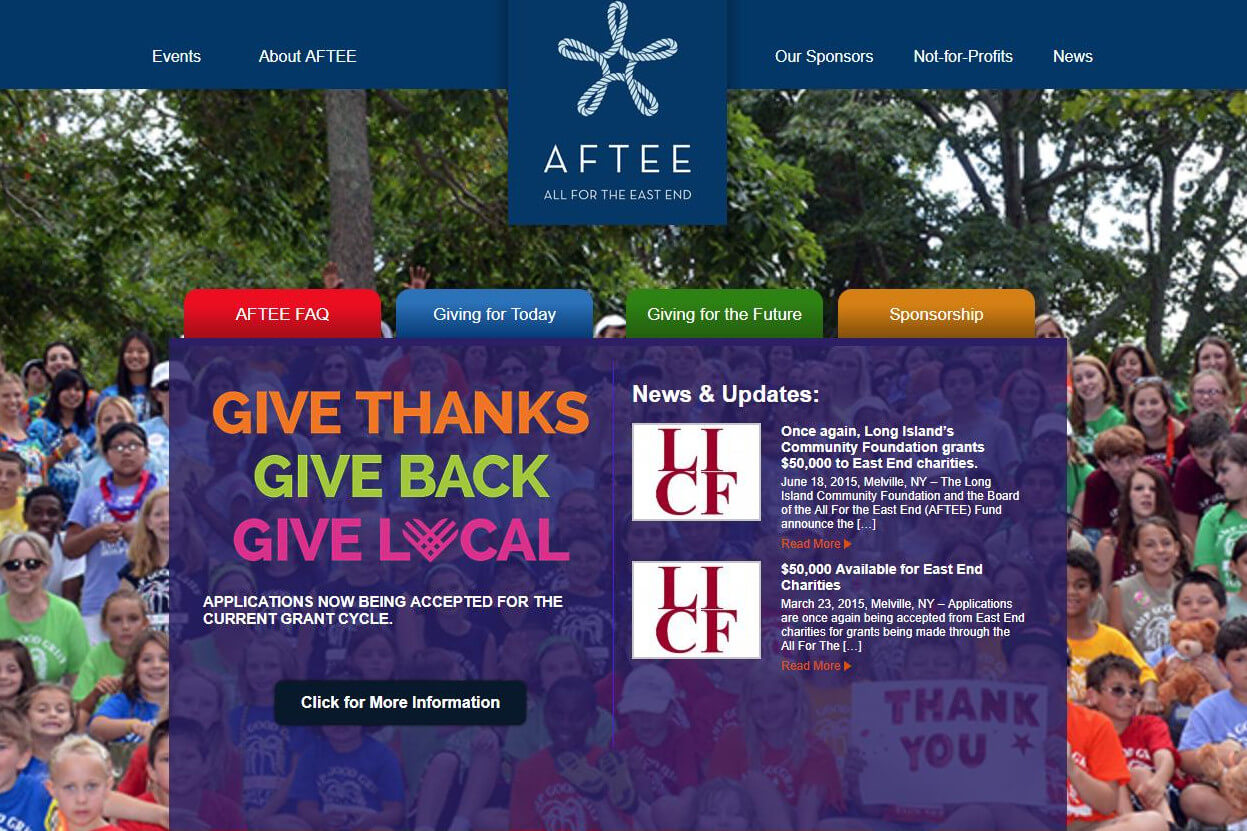 Events
About AFTEE
Our Sponsors
Not-for-Profits
News
AFTEE
ALL FOR THE EAST END
AFTEE FAQ
Giving for Today
Giving for the Future
Sponsorship
GIVE THANKS
GIVE BACK
GIVE LOCAL
APPLICATIONS NOW BEING ACCEPTED FOR THE
CURRENT GRANT CYCLE.
Click for More Information
News & Updates:
LI
CF
Once again, Long Island’s
Community Foundation grants
$50,000 to East End charities.
June 18, 2015, Melville, NY – The Long
Island Community Foundation and the Board
of the All For the East End (AFTEE) Fund
announce the [...]
Read More
LI
CF
$50,000 Available for East End
Charities
March 23, 2015, Melville, NY – Applications
are once again being accepted from East End
charities for grants being made through the
All For The [...]
Read More
THANK
YOU